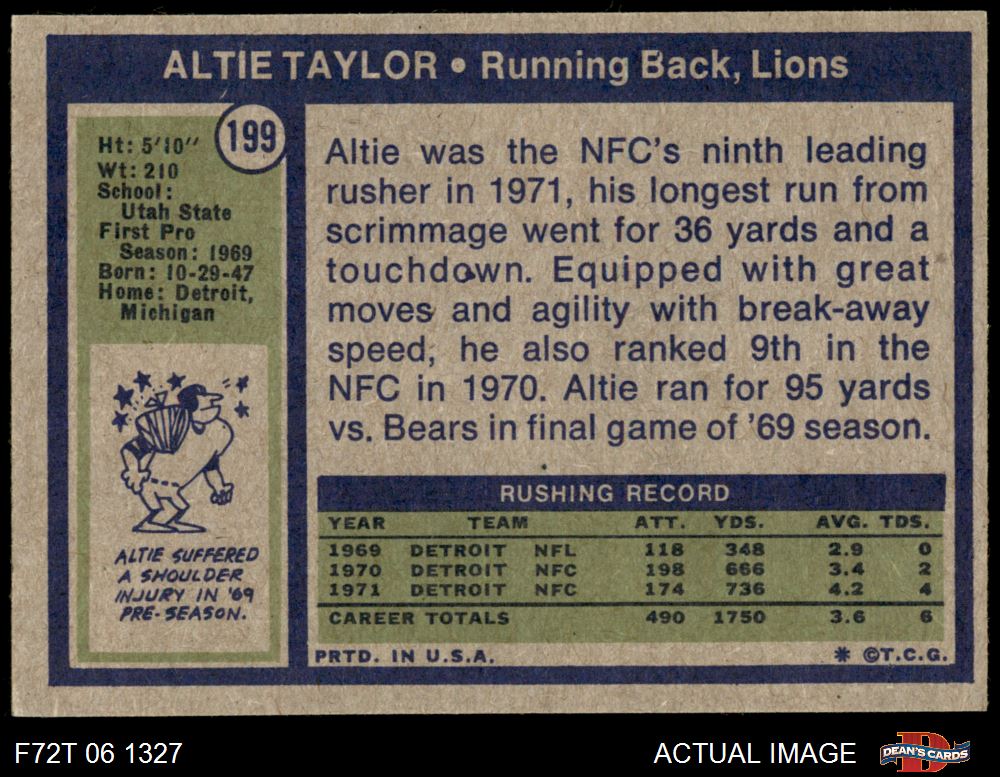 ALTIE TAYLOR • Running Back, Lions
199
Ht: 5'10"
Wt: 210
School:
Utah State
First Pro
Season: 1969
Born: 10-29-47
Home: Detroit,
Michigan
ALTIE SUFFERED
A SHOULDER
INJURY IN '69
PRE-SEASON.
Altie was the NFC's ninth leading
rusher in 1971, his longest run from
scrimmage went for 36 yards and a
touchdown. Equipped with great
moves and agility with break-away
speed, he also ranked 9th in the
NFC in 1970. Altie ran for 95 yards
vs. Bears in final game of '69 season.
RUSHING RECORD
YEAR TEAM ATT. YDS. AVG. TDS.
1969 DETROIT NFL 118 348 2.9 0
1970 DETROIT NFC 198 666 3.4 2
1971 DETROIT NFC 174 736 4.2 4
CAREER TOTALS 490 1750 3.6 6
PRTD. IN U.S.A. * ©T.C.G.
F72T 06 1327 ACTUAL IMAGE DEAN'S CARDS